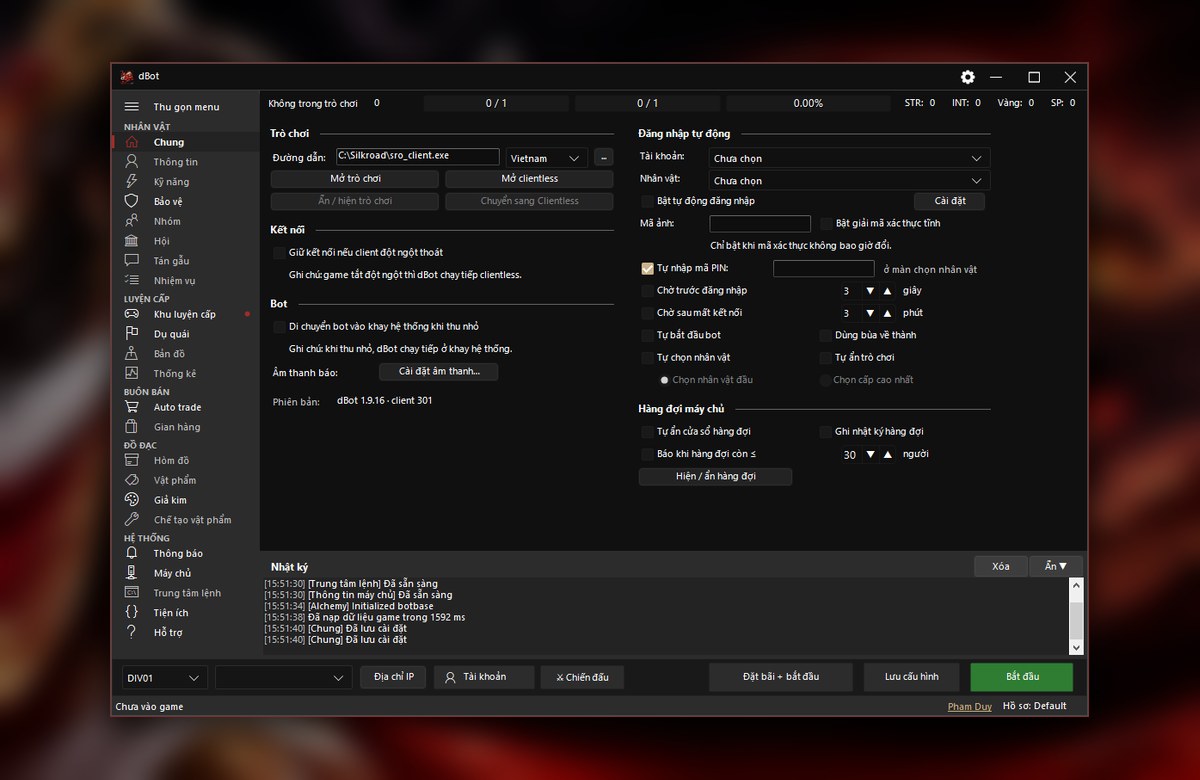 dBot
Thu gọn menu
NHÂN VẬT
Chung
Thông tin
Kỹ năng
Bảo vệ
Nhóm
Hội
Tán gẫu
Nhiệm vụ
LUYỆN CẤP
Khu luyện cấp
Dụ quái
Bản đồ
Thống kê
BUÔN BÁN
Auto trade
Gian hàng
ĐỒ ĐẠC
Hòm đồ
Vật phẩm
Giả kim
Chế tạo vật phẩm
HỆ THỐNG
Thông báo
Máy chủ
Trung tâm lệnh
Tiện ích
Hỗ trợ
Không trong trò chơi 0 0 / 1 0 / 1 0.00% STR: 0 INT: 0 Vàng: 0 SP: 0
Trò chơi
Đường dẫn: C:\Silkroad\sro_client.exe Vietnam ...
Mở trò chơi Mở clientless
Ẩn / hiện trò chơi Chuyển sang Clientless
Kết nối
Giữ kết nối nếu client đột ngột thoát
Ghi chú: game tắt đột ngột thì dBot chạy tiếp clientless.
Bot
Di chuyển bot vào khay hệ thống khi thu nhỏ
Ghi chú: khi thu nhỏ, dBot chạy tiếp ở khay hệ thống.
Âm thanh báo: Cài đặt âm thanh...
Phiên bản: dBot 1.9.16 · client 301
Đăng nhập tự động
Tài khoản: Chưa chọn
Nhân vật: Chưa chọn
Bật tự động đăng nhập Cài đặt
Mã ảnh: Bật giải mã xác thực tĩnh
Chỉ bật khi mã xác thực không bao giờ đổi.
Tự nhập mã PIN: ở màn chọn nhân vật
Chờ trước đăng nhập 3 ▼ ▲ giây
Chờ sau mất kết nối 3 ▼ ▲ phút
Tự bắt đầu bot Dùng bùa về thành
Tự chọn nhân vật Tự ẩn trò chơi
Chọn nhân vật đầu Chọn cấp cao nhất
Hàng đợi máy chủ
Tự ẩn cửa sổ hàng đợi Ghi nhật ký hàng đợi
Báo khi hàng đợi còn ≤ 30 ▼ ▲ người
Hiện / ẩn hàng đợi
Nhật ký Xóa Ẩn ▼
[15:51:30] [Trung tâm lệnh] Đã sẵn sàng
[15:51:30] [Thông tin máy chủ] Đã sẵn sàng
[15:51:34] [Alchemy] Initialized botbase
[15:51:38] Đã nạp dữ liệu game trong 1592 ms
[15:51:40] [Chung] Đã lưu cài đặt
[15:51:40] [Chung] Đã lưu cài đặt
DIV01 Địa chỉ IP Tài khoản ⚔ Chiến đấu Đặt bãi + bắt đầu Lưu cấu hình Bắt đầu
Chưa vào game Phạm Duy Hồ sơ: Default